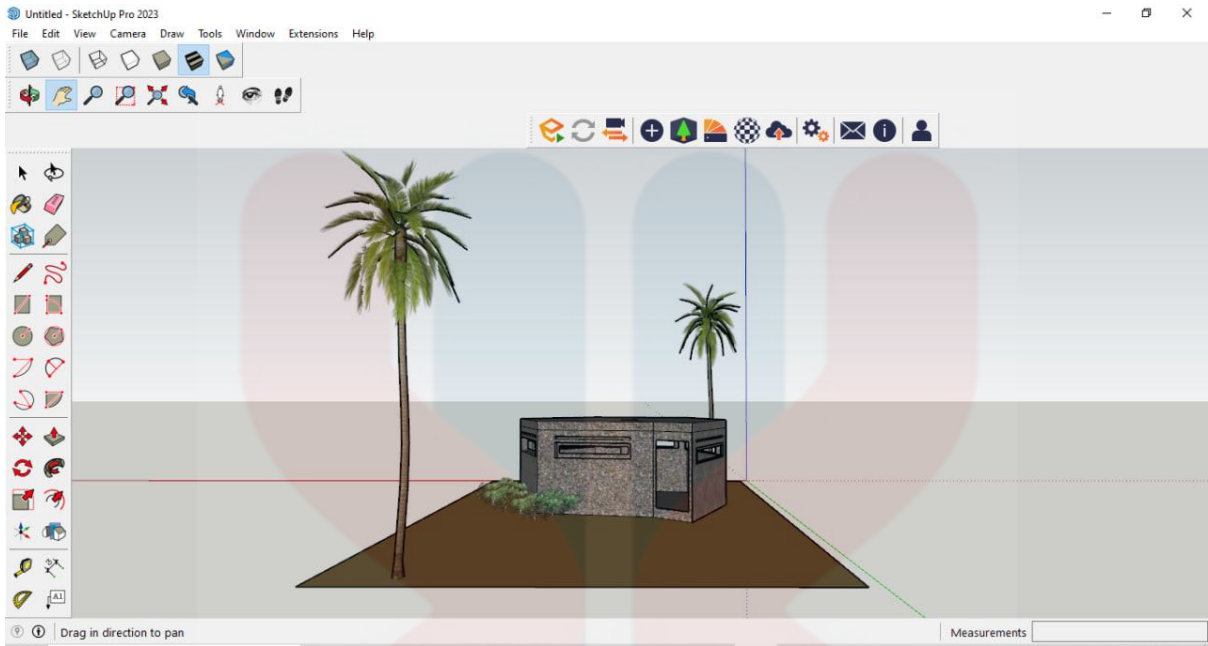 Untitled - SketchUp Pro 2023
File Edit View Camera Draw Tools Window Extensions Help
A1
Drag in direction to pan
Measurements